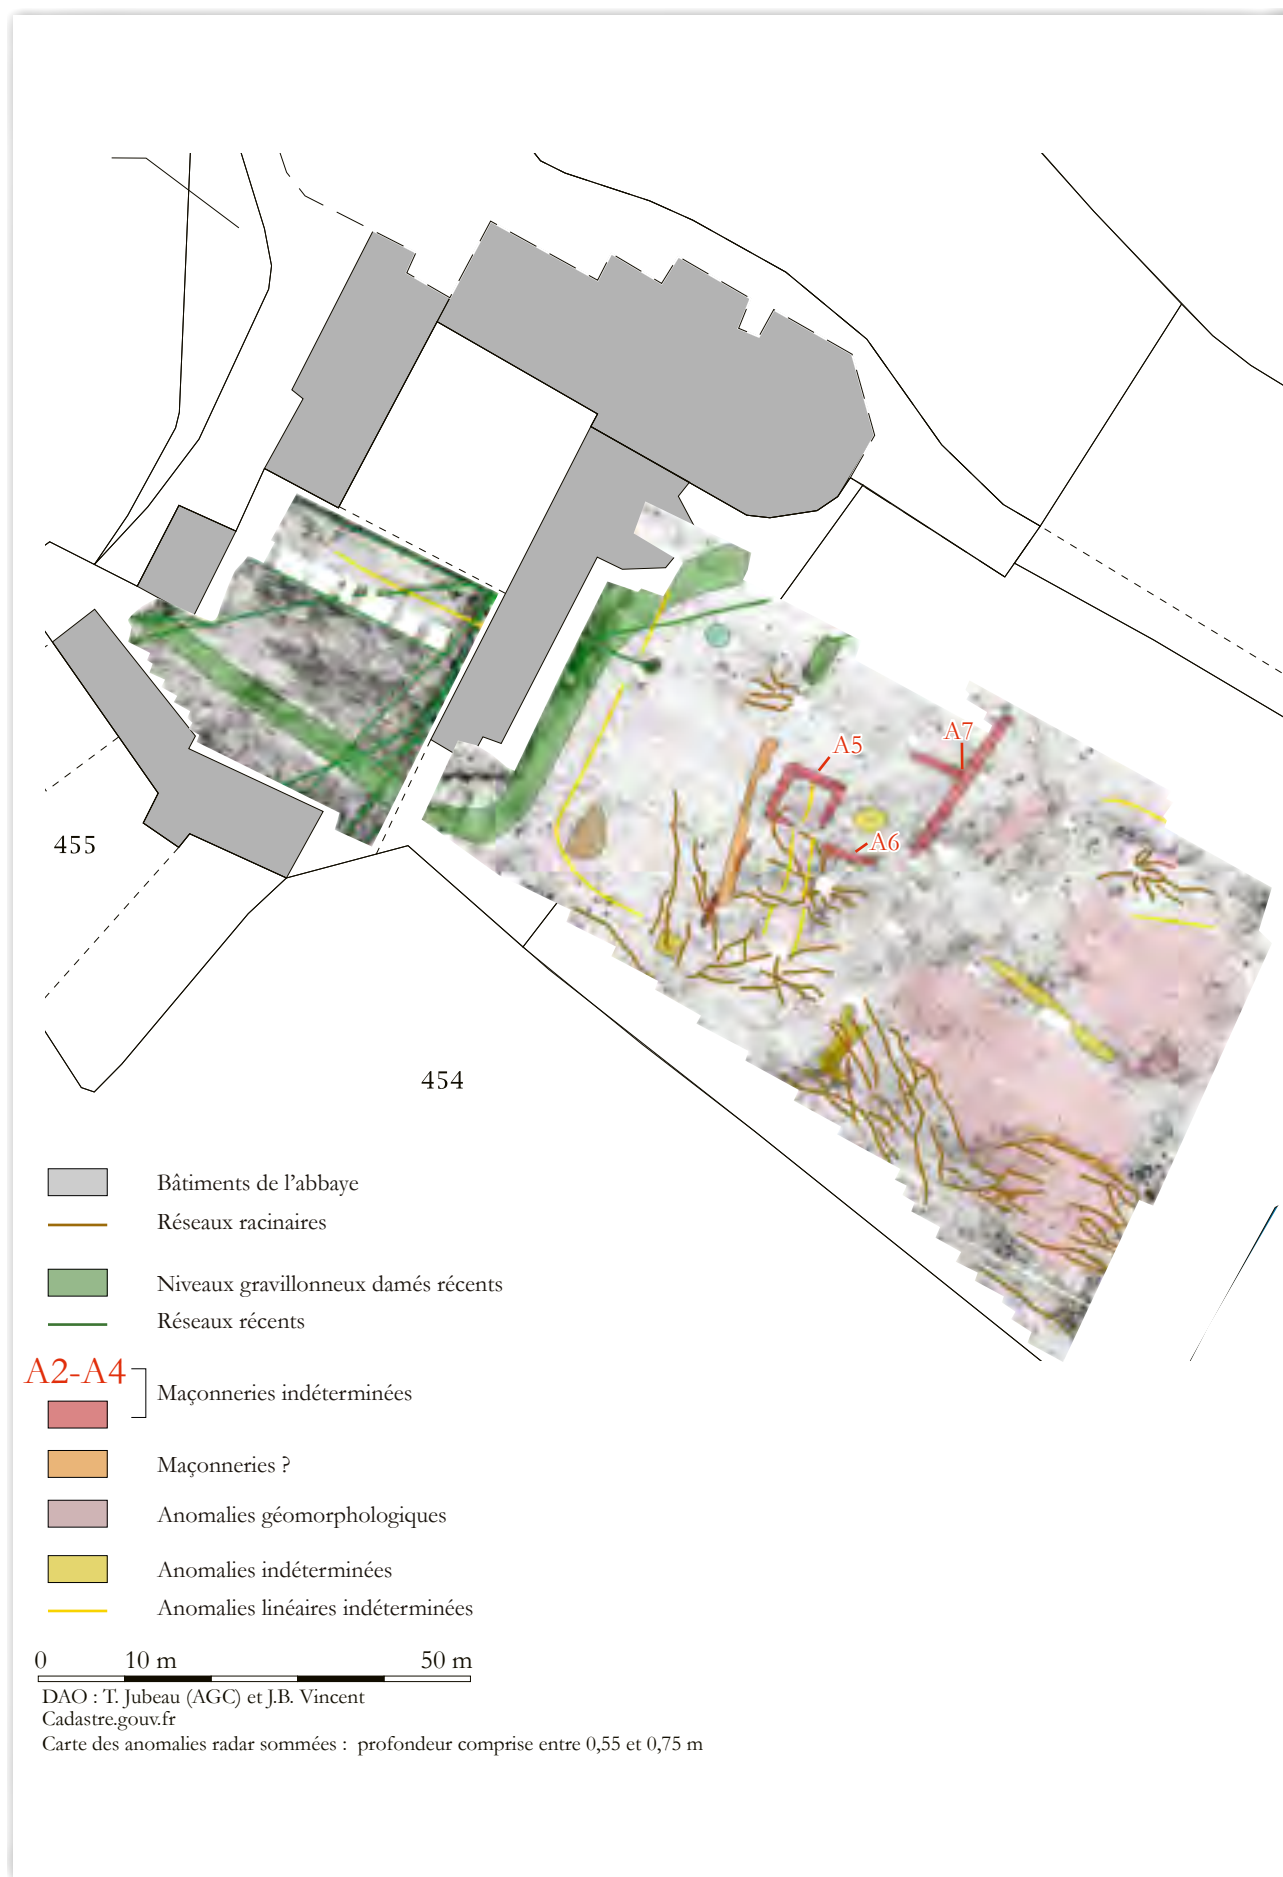 A5
A7
A6
455
454
Bâtiments de l'abbaye
Réseaux racinaires
Niveaux gravillonneux damés récents
Réseaux récents
A2-A4
Maçonneries indéterminées
Maçonneries ?
Anomalies géomorphologiques
Anomalies indéterminées
Anomalies linéaires indéterminées
0 10 m 50 m
DAO : T. Jubeau (AGC) et J.B. Vincent
Cadastre.gouv.fr
Carte des anomalies radar sommées : profondeur comprise entre 0,55 et 0,75 m